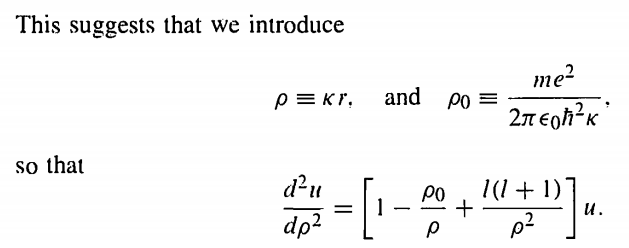 This suggests that we introduce
ρ ≡ κr, and ρ₀ ≡ me² / 2πϵ₀ℏ²κ,
so that
d²u/dρ² = [1 − ρ₀/ρ + l(l + 1)/ρ²] u.